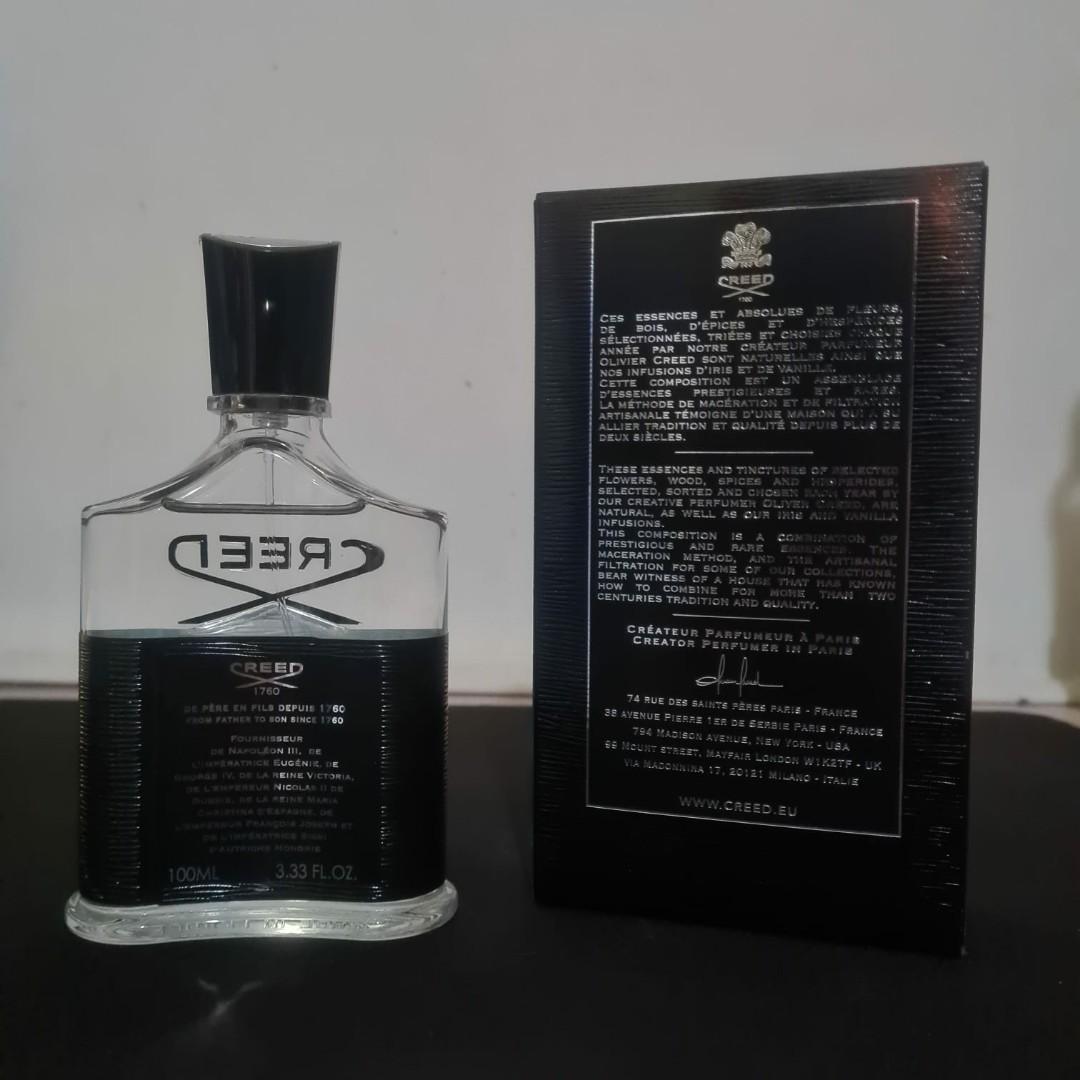 CREED
CREED
1760
DE PÈRE EN FILS DEPUIS 1760
FROM FATHER TO SON SINCE 1760
FOURNISSEUR
DE NAPOLÉON III, DE
L'IMPÉRATRICE EUGÉNIE, DE
GEORGE IV, DE LA REINE VICTORIA,
DE L'EMPEREUR NICOLAS II DE
RUSSIE, DE LA REINE MARIA
CHRISTINA D'ESPAGNE, DE
L'EMPEREUR FRANÇOIS JOSEPH ET
DE L'IMPÉRATRICE SISSI
D'AUTRICHE HONGRIE
100ML 3.33 FL.OZ.
CREED
1760
CES ESSENCES ET ABSOLUES DE FLEURS,
DE BOIS, D'ÉPICES ET D'HESPÉRIDES
SÉLECTIONNÉES, TRIÉES ET CHOISIES CHAQUE
ANNÉE PAR NOTRE CRÉATEUR PARFUMEUR
OLIVIER CREED SONT NATURELLES AINSI QUE
NOS INFUSIONS D'IRIS ET DE VANILLE.
CETTE COMPOSITION EST UN ASSEMBLAGE
D'ESSENCES PRESTIGIEUSES ET RARES.
LA MÉTHODE DE MACÉRATION ET DE FILTRATION
ARTISANALE TÉMOIGNE D'UNE MAISON QUI A SU
ALLIER TRADITION ET QUALITÉ DEPUIS PLUS DE
DEUX SIÈCLES.
THESE ESSENCES AND TINCTURES OF SELECTED
FLOWERS, WOOD, SPICES AND HESPERIDES,
SELECTED, SORTED AND CHOSEN EACH YEAR BY
OUR CREATIVE PERFUMER OLIVER CREED, ARE
NATURAL, AS WELL AS OUR IRIS AND VANILLA
INFUSIONS.
THIS COMPOSITION IS A COMBINATION OF
PRESTIGIOUS AND RARE ESSENCES. THE
MACERATION METHOD, AND THE ARTISANAL
FILTRATION FOR SOME OF OUR COLLECTIONS,
BEAR WITNESS OF A HOUSE THAT HAS KNOWN
HOW TO COMBINE FOR MORE THAN TWO
CENTURIES TRADITION AND QUALITY.
CRÉATEUR PARFUMEUR À PARIS
CREATOR PERFUMER IN PARIS
74 RUE DES SAINTS PÈRES PARIS - FRANCE
38 AVENUE PIERRE 1ER DE SERBIE PARIS - FRANCE
794 MADISON AVENUE, NEW YORK - USA
99 MOUNT STREET, MAYFAIR LONDON W1K2TF - UK
VIA MADONNINA 17, 20121 MILANO - ITALIE
WWW.CREED.EU